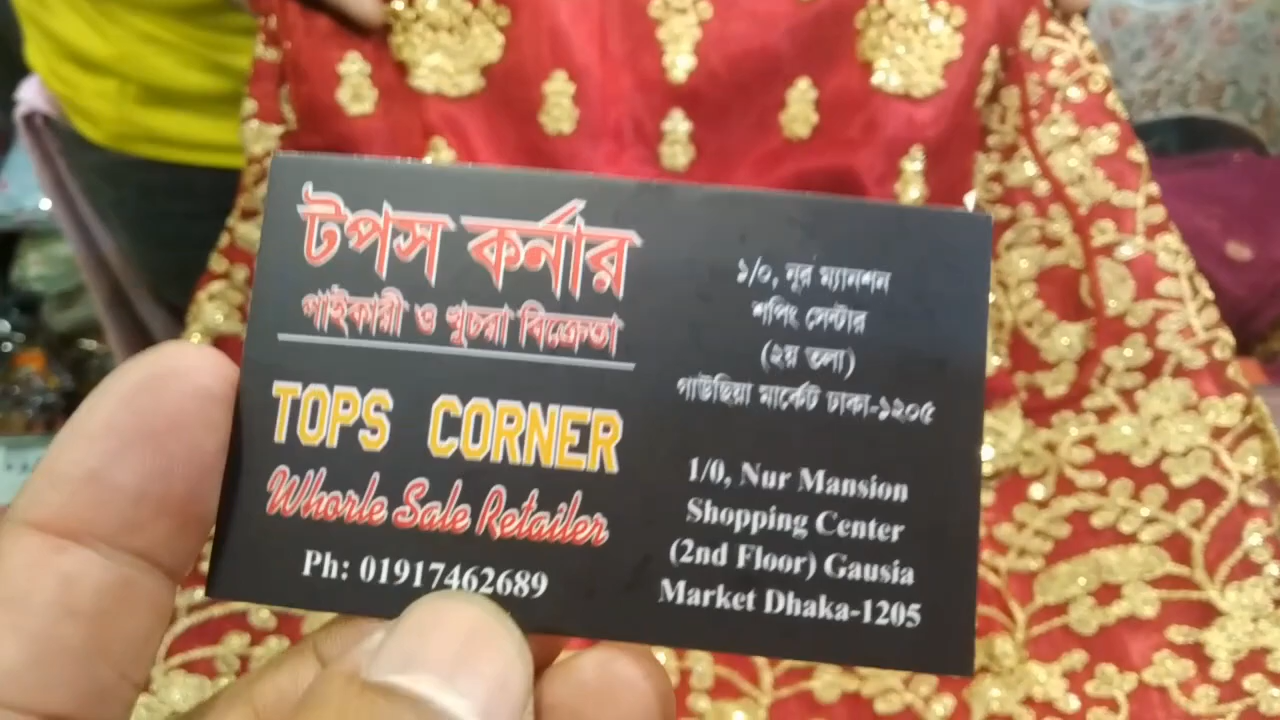 টপস কর্নার
পাইকারী ও খুচরা বিক্রেতা
TOPS CORNER
Whorle Sale Retailer
Ph: 01917462689
১/০, নূর ম্যানশন
শপিং সেন্টার
(২য় তলা)
গাউছিয়া মার্কেট ঢাকা-১২০৫
1/0, Nur Mansion
Shopping Center
(2nd Floor) Gausia
Market Dhaka-1205